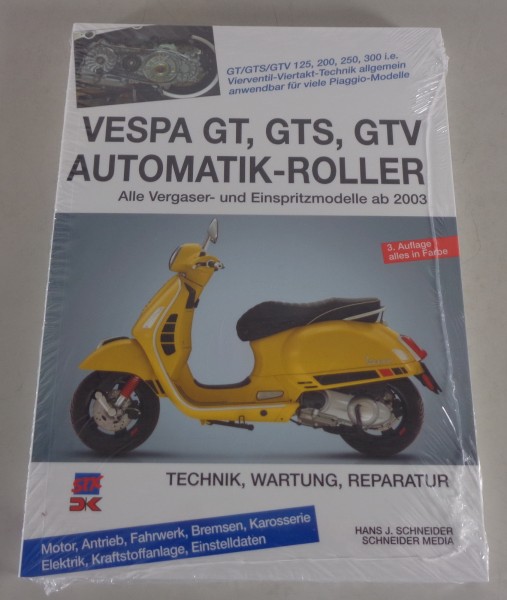 GT/GTS/GTV 125, 200, 250, 300 i.e.
Vierventil-Viertakt-Technik allgemein
anwendbar für viele Piaggio-Modelle
VESPA GT, GTS, GTV
AUTOMATIK-ROLLER
Alle Vergaser- und Einspritzmodelle ab 2003
3. Auflage
alles in Farbe
TECHNIK, WARTUNG, REPARATUR
HANS J. SCHNEIDER
SCHNEIDER MEDIA
Motor, Antrieb, Fahrwerk, Bremsen, Karosserie
Elektrik, Kraftstoffanlage, Einstelldaten